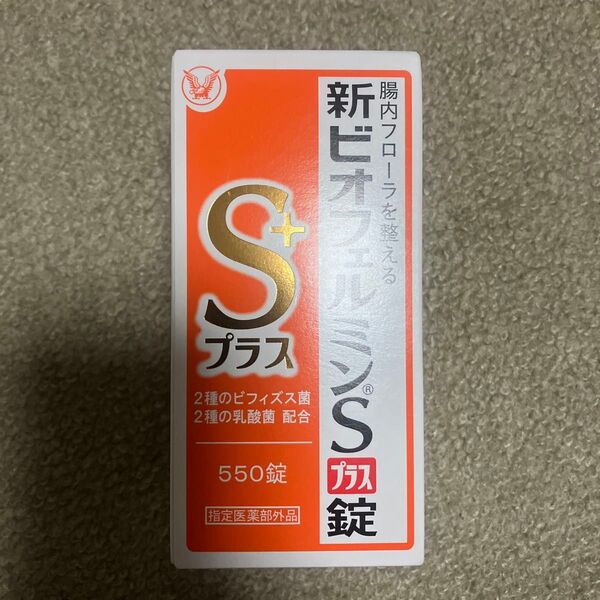 腸内フローラを整える
新ビオフェルミン®Sプラス錠
S+
プラス
2種のビフィズス菌
2種の乳酸菌 配合
550錠
指定医薬部外品